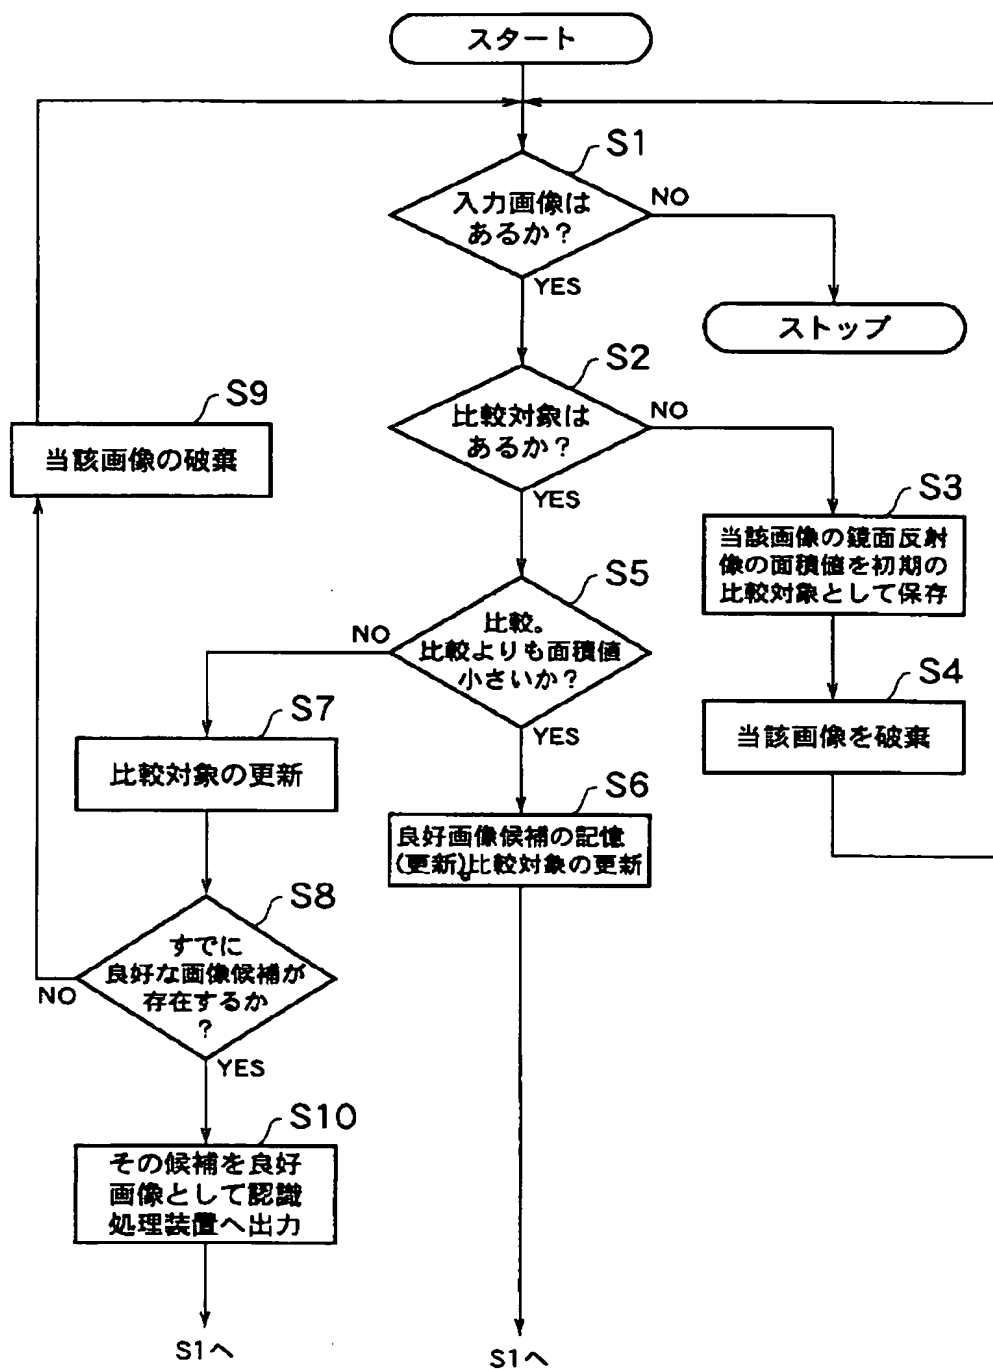 スタート
S1
入力画像は
あるか?
NO
YES
ストップ
S2
比較対象は
あるか?
NO
YES
S9
当該画像の破棄
S3
当該画像の鏡面反射
像の面積値を初期の
比較対象として保存
S5
比較。
比較よりも面積値
小さいか?
NO
YES
S4
当該画像を破棄
S7
比較対象の更新
S6
良好画像候補の記憶
(更新)。比較対象の更新
S8
すでに
良好な画像候補が
存在するか
?
NO
YES
S10
その候補を良好
画像として認識
処理装置へ出力
S1へ
S1へ